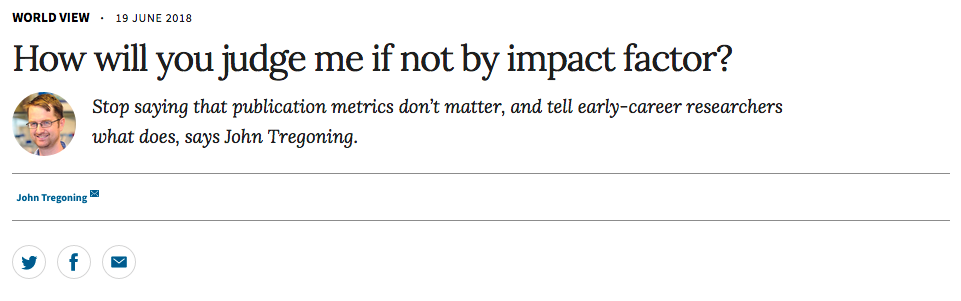 WORLD VIEW · 19 JUNE 2018
How will you judge me if not by impact factor?
Stop saying that publication metrics don’t matter, and tell early-career researchers
what does, says John Tregoning.
John Tregoning